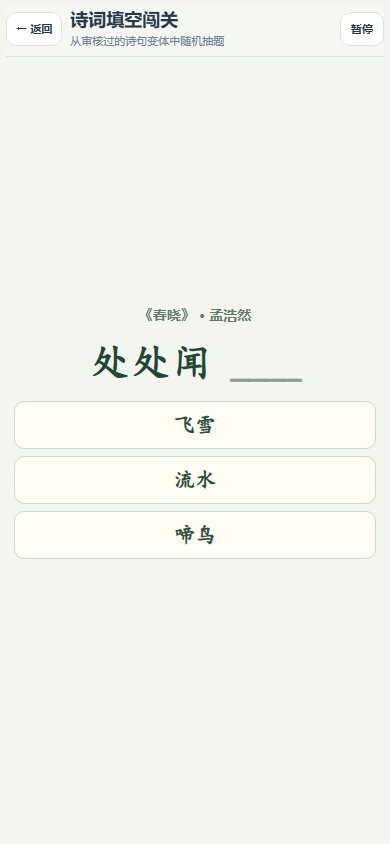 ← 返回
诗词填空闯关
从审核过的诗句变体中随机抽题
暂停
《春晓》 • 孟浩然
处处闻 ____
飞雪
流水
啼鸟